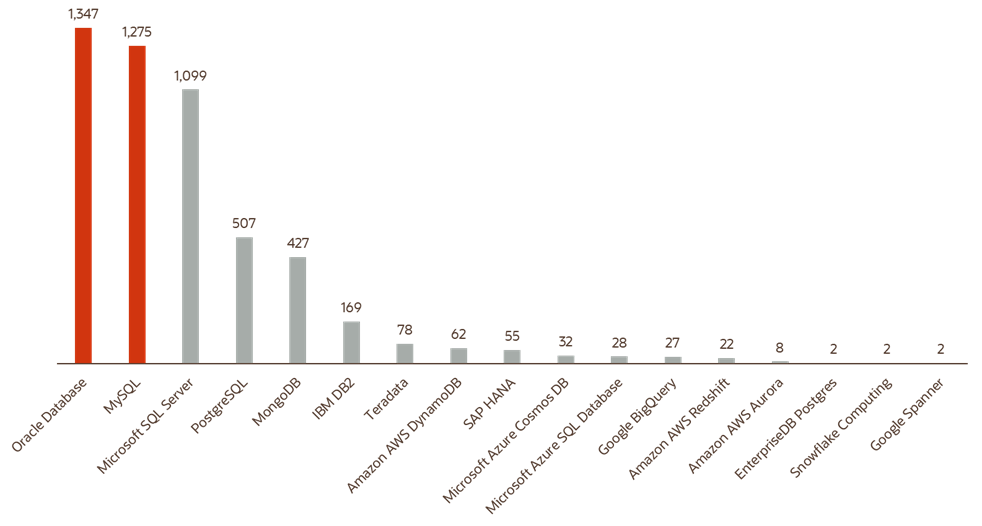 1,347
1,275
1,099
507
427
169
78
62
55
32
28
27
22
8
2
2
2
Oracle Database
MySQL
Microsoft SQL Server
PostgreSQL
MongoDB
IBM DB2
Teradata
Amazon AWS DynamoDB
SAP HANA
Microsoft Azure Cosmos DB
Microsoft Azure SQL Database
Google BigQuery
Amazon AWS Redshift
Amazon AWS Aurora
EnterpriseDB Postgres
Snowflake Computing
Google Spanner